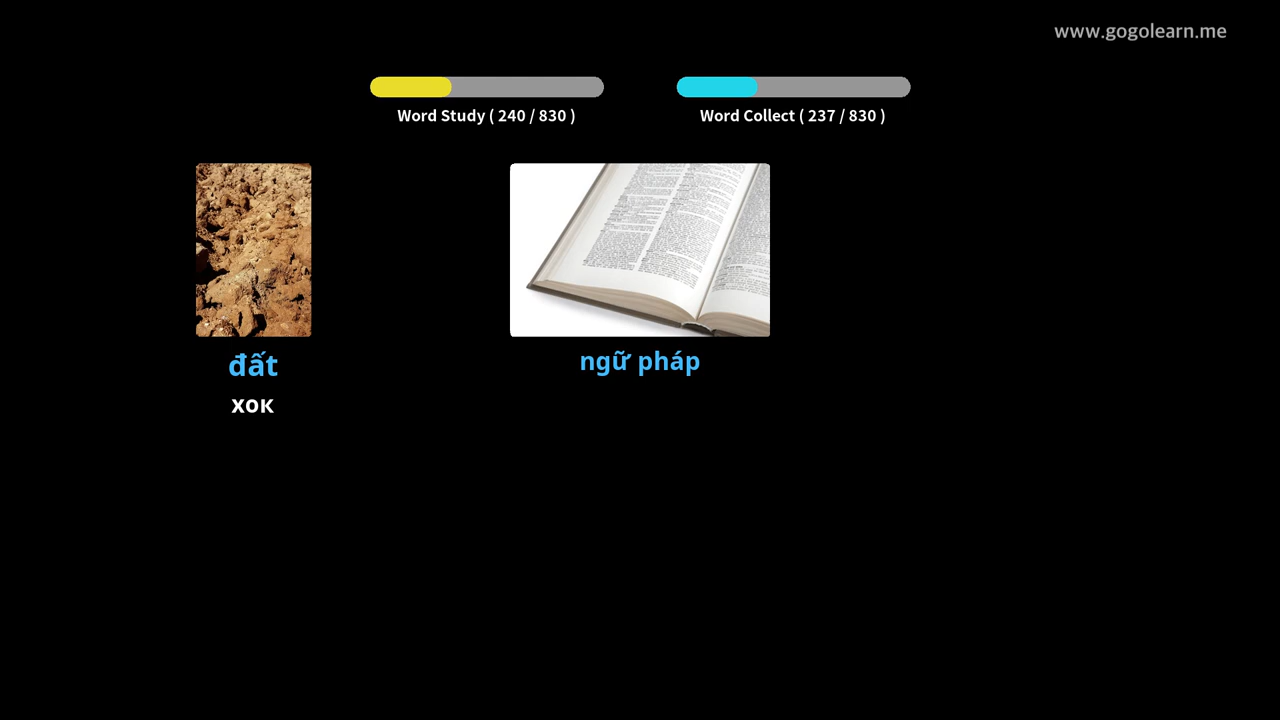 www.gogolearn.me
Word Study ( 240 / 830 )
Word Collect ( 237 / 830 )
đất
хок
ngữ pháp